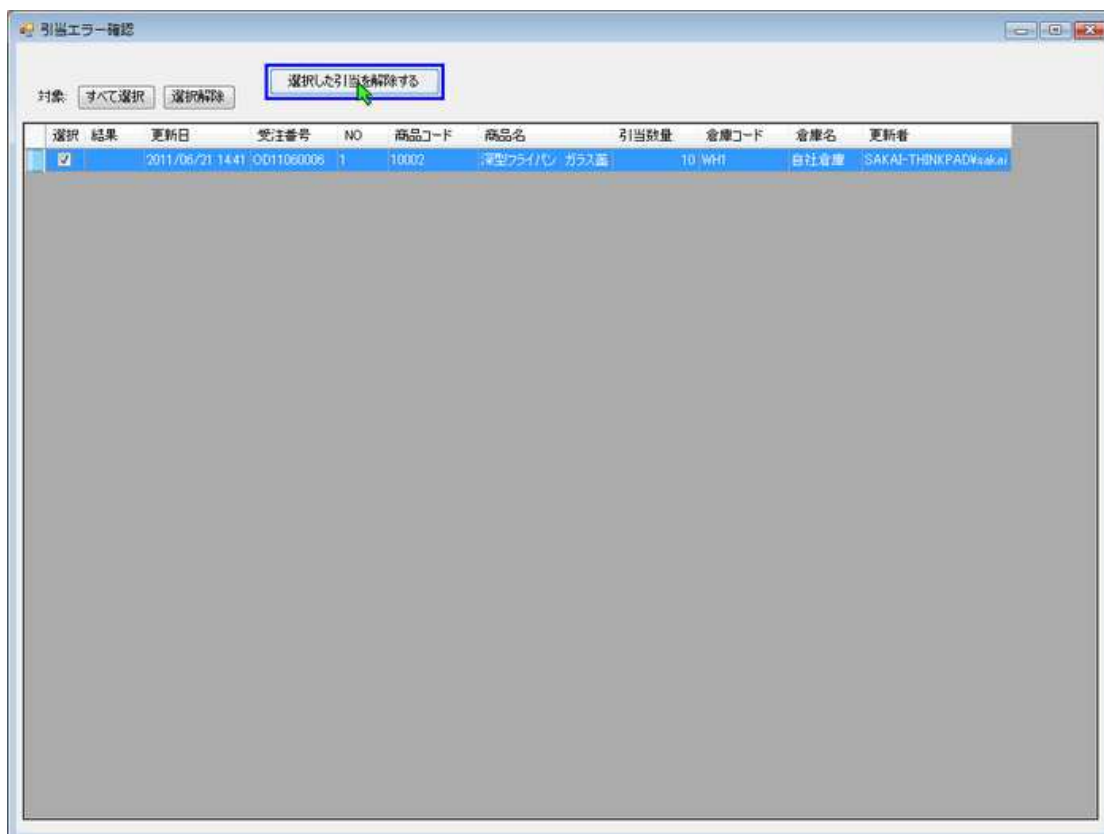 引当エラー確認
選択した引当を解除する
対象: すべて選択 選択解除
選択 結果 更新日 受注番号 NO 商品コード 商品名 引当数量 倉庫コード 倉庫名 更新者
2011/06/21 14:41 OD11060006 1 10002 深型フライパン ガラス蓋 10 WH1 自社倉庫 SAKAI-THINKPAD¥sakai